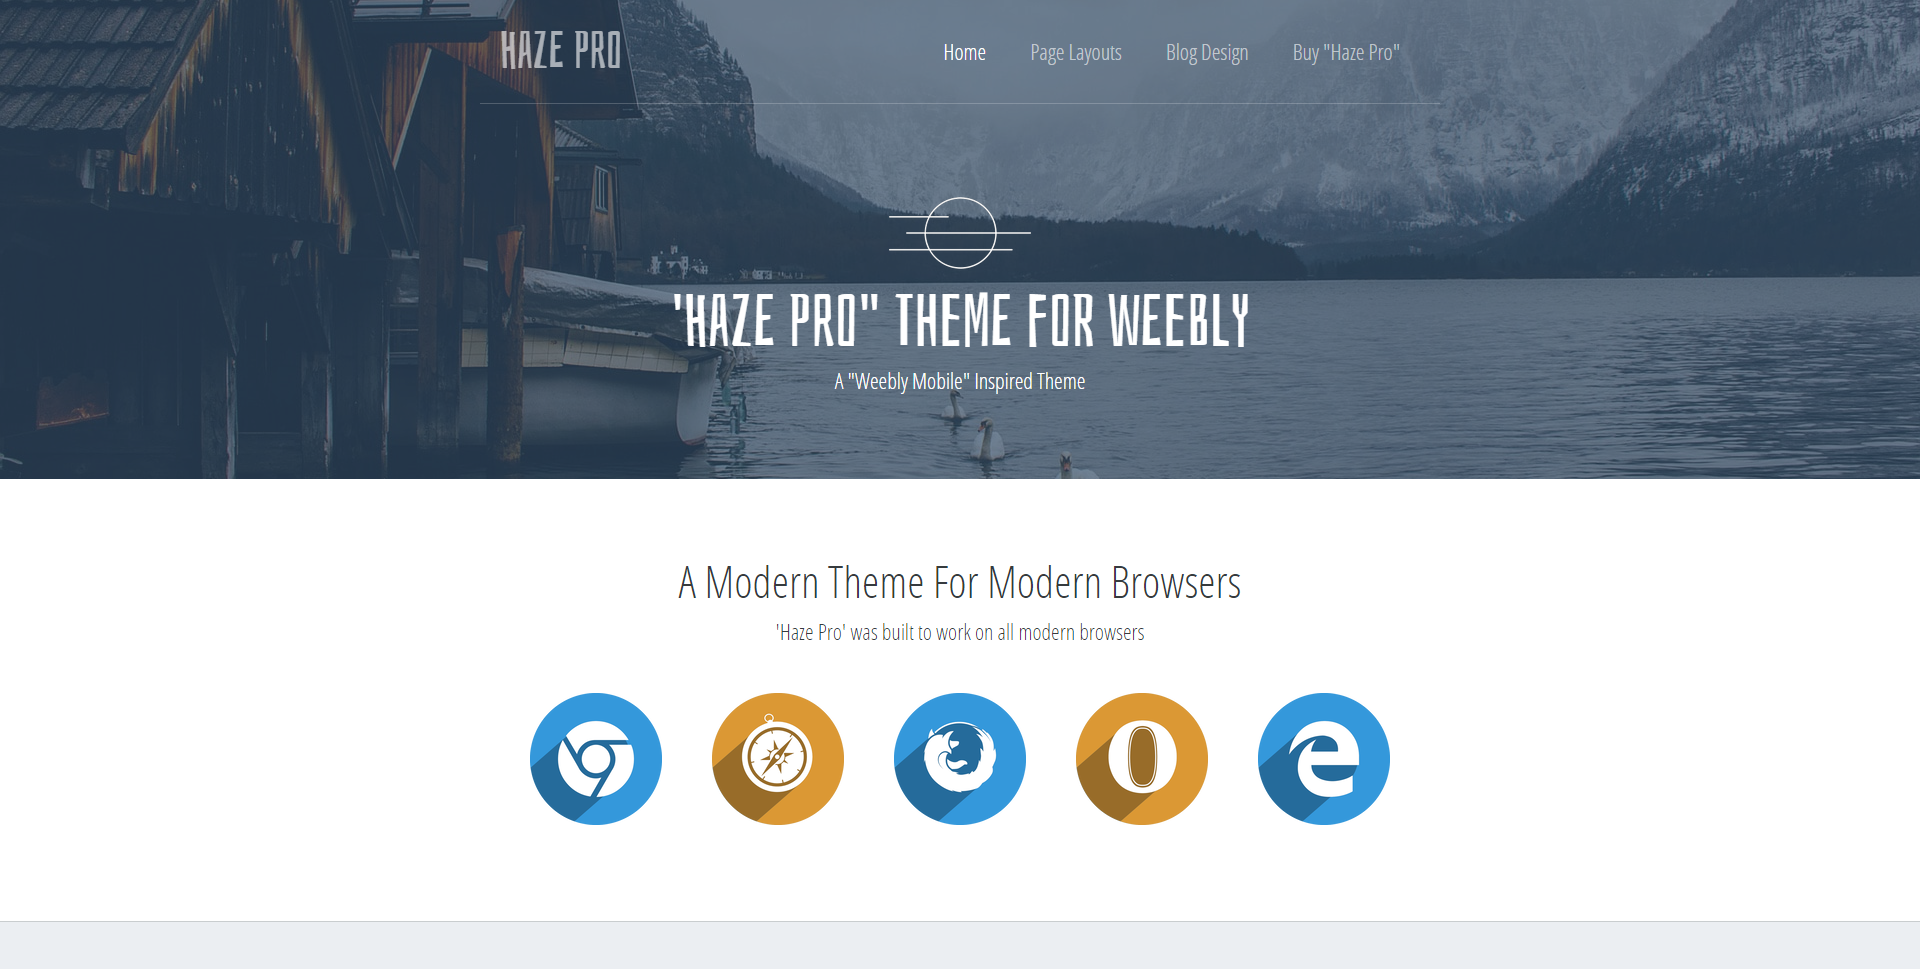 HAZE PRO
Home
Page Layouts
Blog Design
Buy "Haze Pro"
'HAZE PRO" THEME FOR WEEBLY
A "Weebly Mobile" Inspired Theme
A Modern Theme For Modern Browsers
'Haze Pro' was built to work on all modern browsers